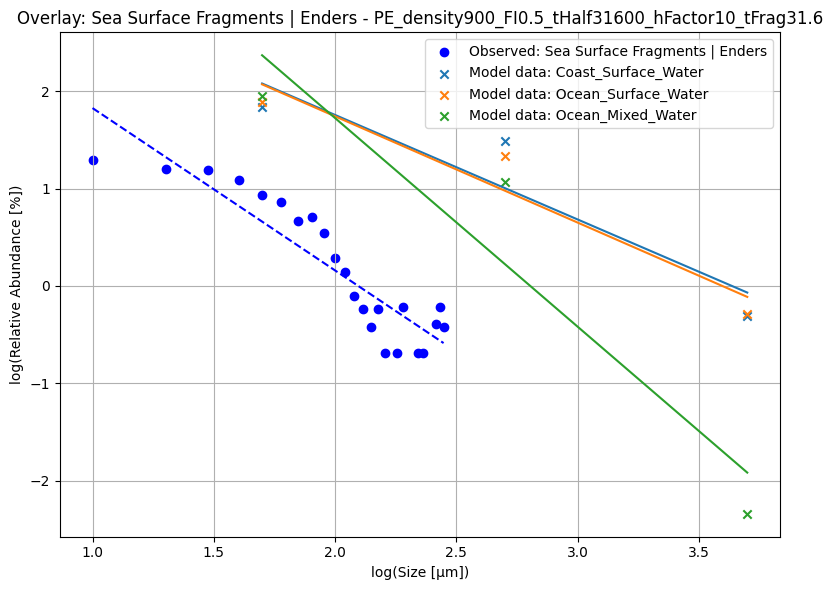 Overlay: Sea Surface Fragments | Enders - PE_density900_FI0.5_tHalf31600_hFactor10_tFrag31.6
Observed: Sea Surface Fragments | Enders
Model data: Coast_Surface_Water
Model data: Ocean_Surface_Water
Model data: Ocean_Mixed_Water
log(Relative Abundance [%])
2
1
0
−1
−2
1.0
1.5
2.0
2.5
3.0
3.5
log(Size [µm])